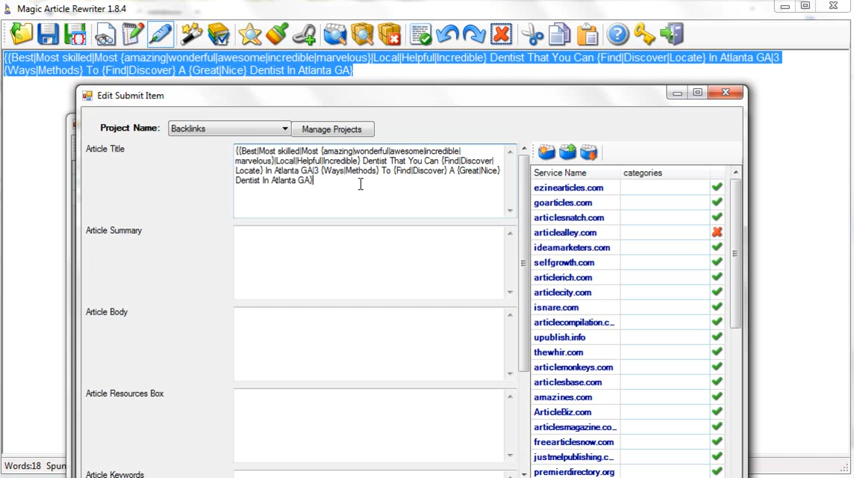 Magic Article Rewriter 1.8.4
{{Best|Most skilled|Most {amazing|wonderful|awesome|incredible|marvelous}|Local|Helpful|Incredible} Dentist That You Can {Find|Discover|Locate} In Atlanta GA|3
{Ways|Methods} To {Find|Discover} A {Great|Nice} Dentist In Atlanta GA}
Edit Submit Item
Project Name: Backlinks Manage Projects
Article Title
{{Best|Most skilled|Most {amazing|wonderful|awesome|incredible|
marvelous}|Local|Helpful|Incredible} Dentist That You Can {Find|Discover|
Locate} In Atlanta GA|3 {Ways|Methods} To {Find|Discover} A {Great|Nice}
Dentist In Atlanta GA}
Article Summary
Article Body
Article Resources Box
Article Keywords
Service Name categories
ezinearticles.com
goarticles.com
articlesnatch.com
articlealley.com
ideamarketers.com
selfgrowth.com
articlerich.com
articlecity.com
isnare.com
articlecompilation.c...
upublish.info
thewhir.com
articlemonkeys.com
articlesbase.com
amazines.com
ArticleBiz.com
articlesmagazine.co...
freearticlesnow.com
justmelpublishing.c...
premierdirectory.org
Words:18 Spun